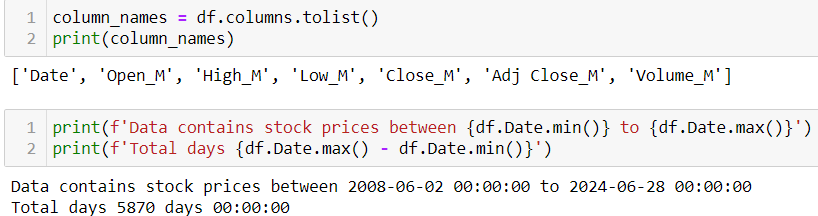 1 column_names = df.columns.tolist()
2 print(column_names)
['Date', 'Open_M', 'High_M', 'Low_M', 'Close_M', 'Adj Close_M', 'Volume_M']
1 print(f'Data contains stock prices between {df.Date.min()} to {df.Date.max()}')
2 print(f'Total days {df.Date.max() - df.Date.min()}')
Data contains stock prices between 2008-06-02 00:00:00 to 2024-06-28 00:00:00
Total days 5870 days 00:00:00